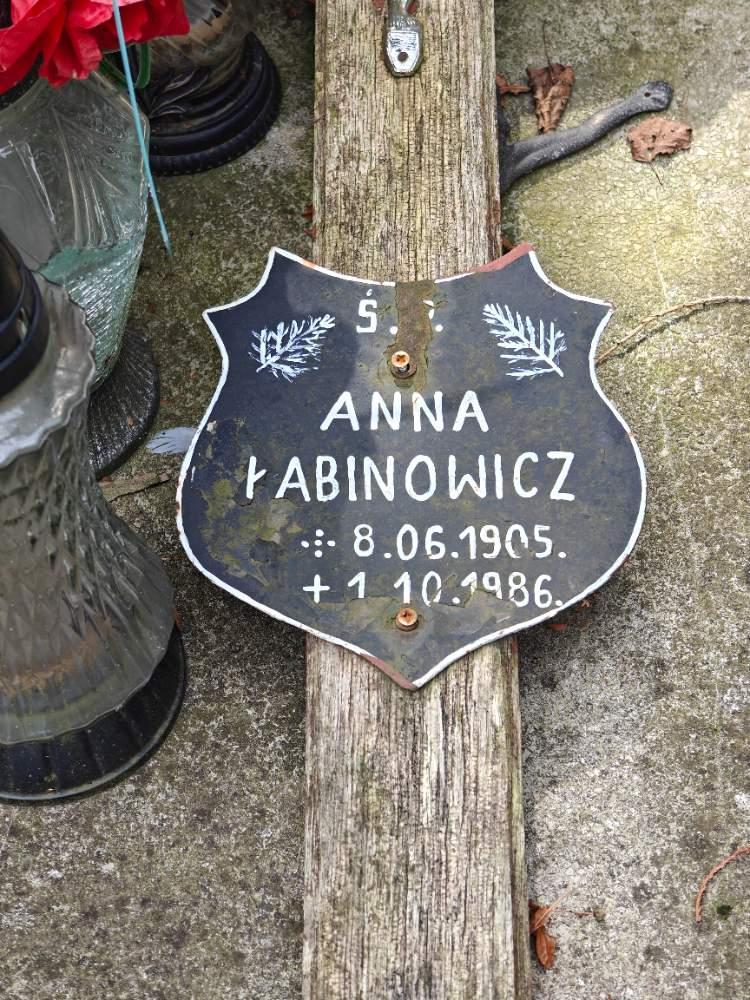 Ś. P.
ANNA
ŁABINOWICZ
⁘ 8.06.1905.
+ 1 10.1986.